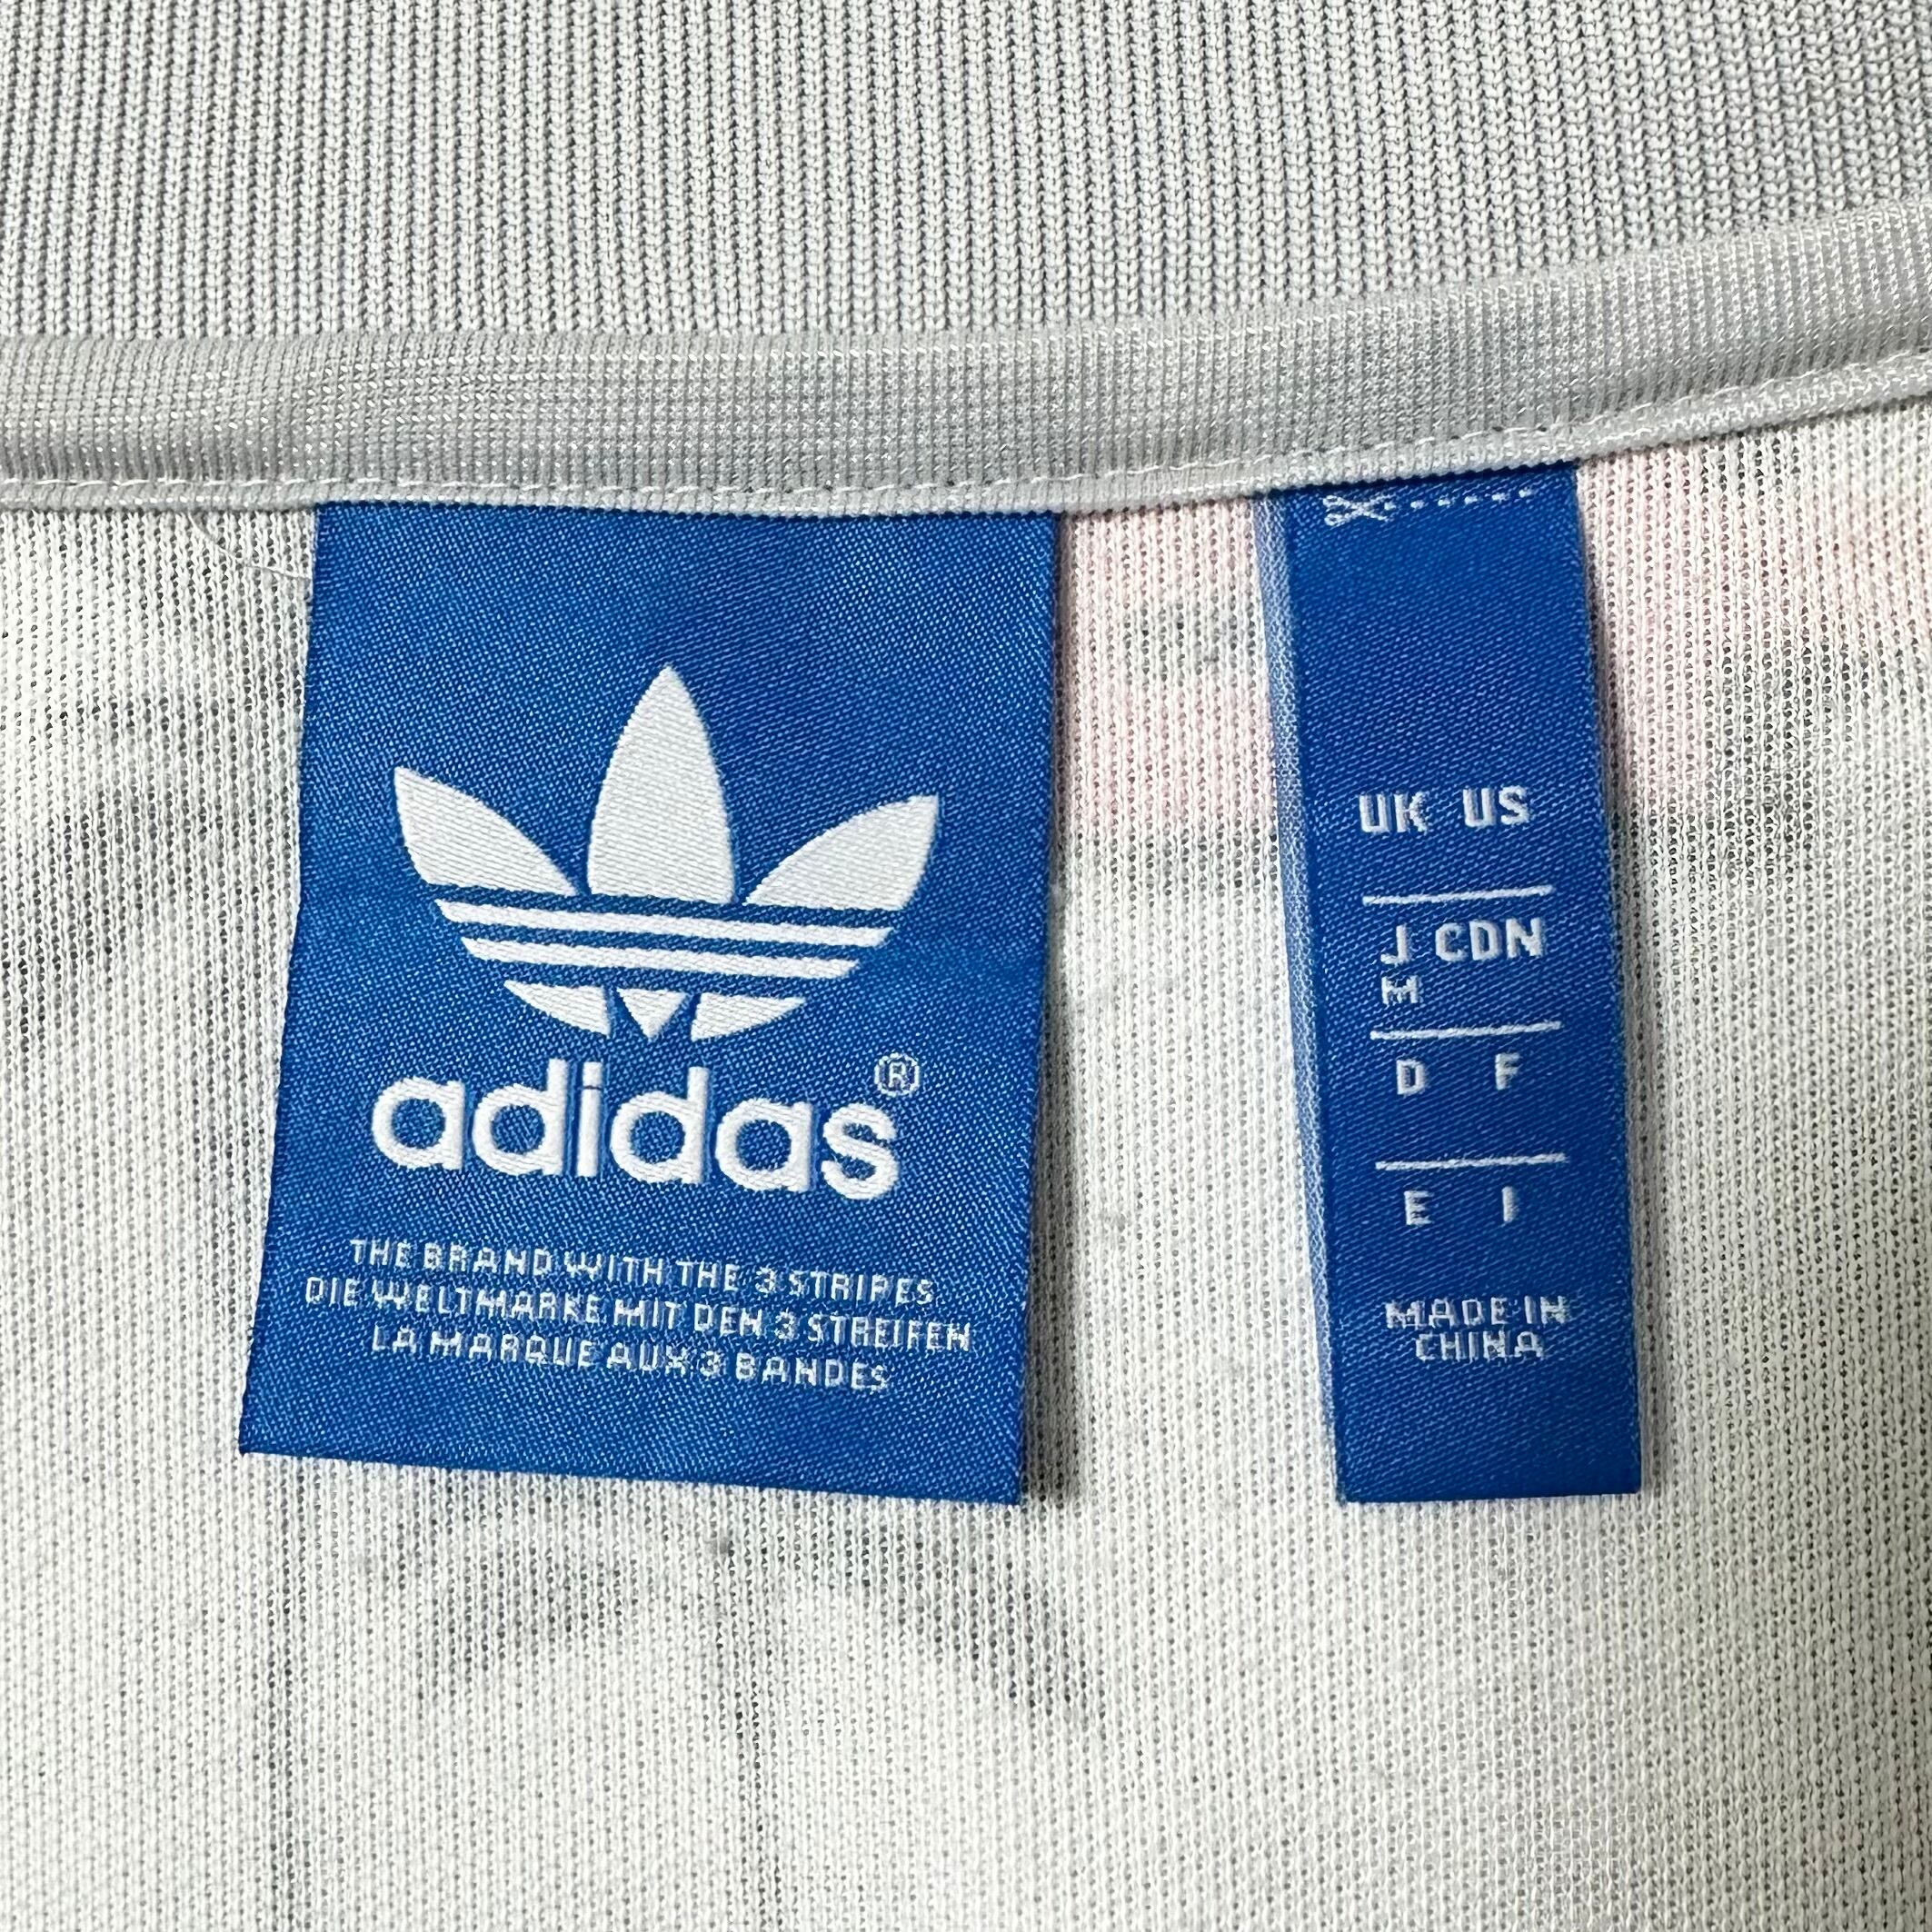 adidas®
THE BRAND WITH THE 3 STRIPES
DIE WELTMARKE MIT DEN 3 STREIFEN
LA MARQUE AUX 3 BANDES
UK US
J CDN
M
D F
E I
MADE IN
CHINA